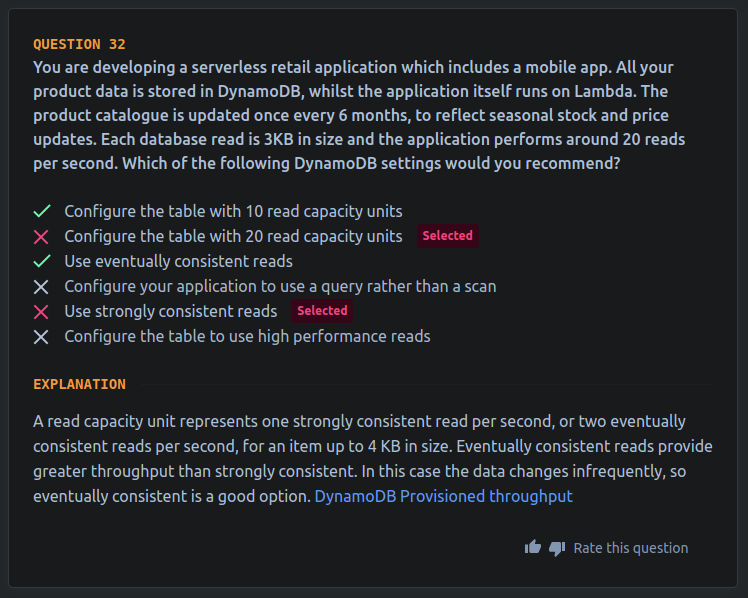 QUESTION 32
You are developing a serverless retail application which includes a mobile app. All your
product data is stored in DynamoDB, whilst the application itself runs on Lambda. The
product catalogue is updated once every 6 months, to reflect seasonal stock and price
updates. Each database read is 3KB in size and the application performs around 20 reads
per second. Which of the following DynamoDB settings would you recommend?
Configure the table with 10 read capacity units
Configure the table with 20 read capacity units Selected
Use eventually consistent reads
Configure your application to use a query rather than a scan
Use strongly consistent reads Selected
Configure the table to use high performance reads
EXPLANATION
A read capacity unit represents one strongly consistent read per second, or two eventually
consistent reads per second, for an item up to 4 KB in size. Eventually consistent reads provide
greater throughput than strongly consistent. In this case the data changes infrequently, so
eventually consistent is a good option. DynamoDB Provisioned throughput
Rate this question